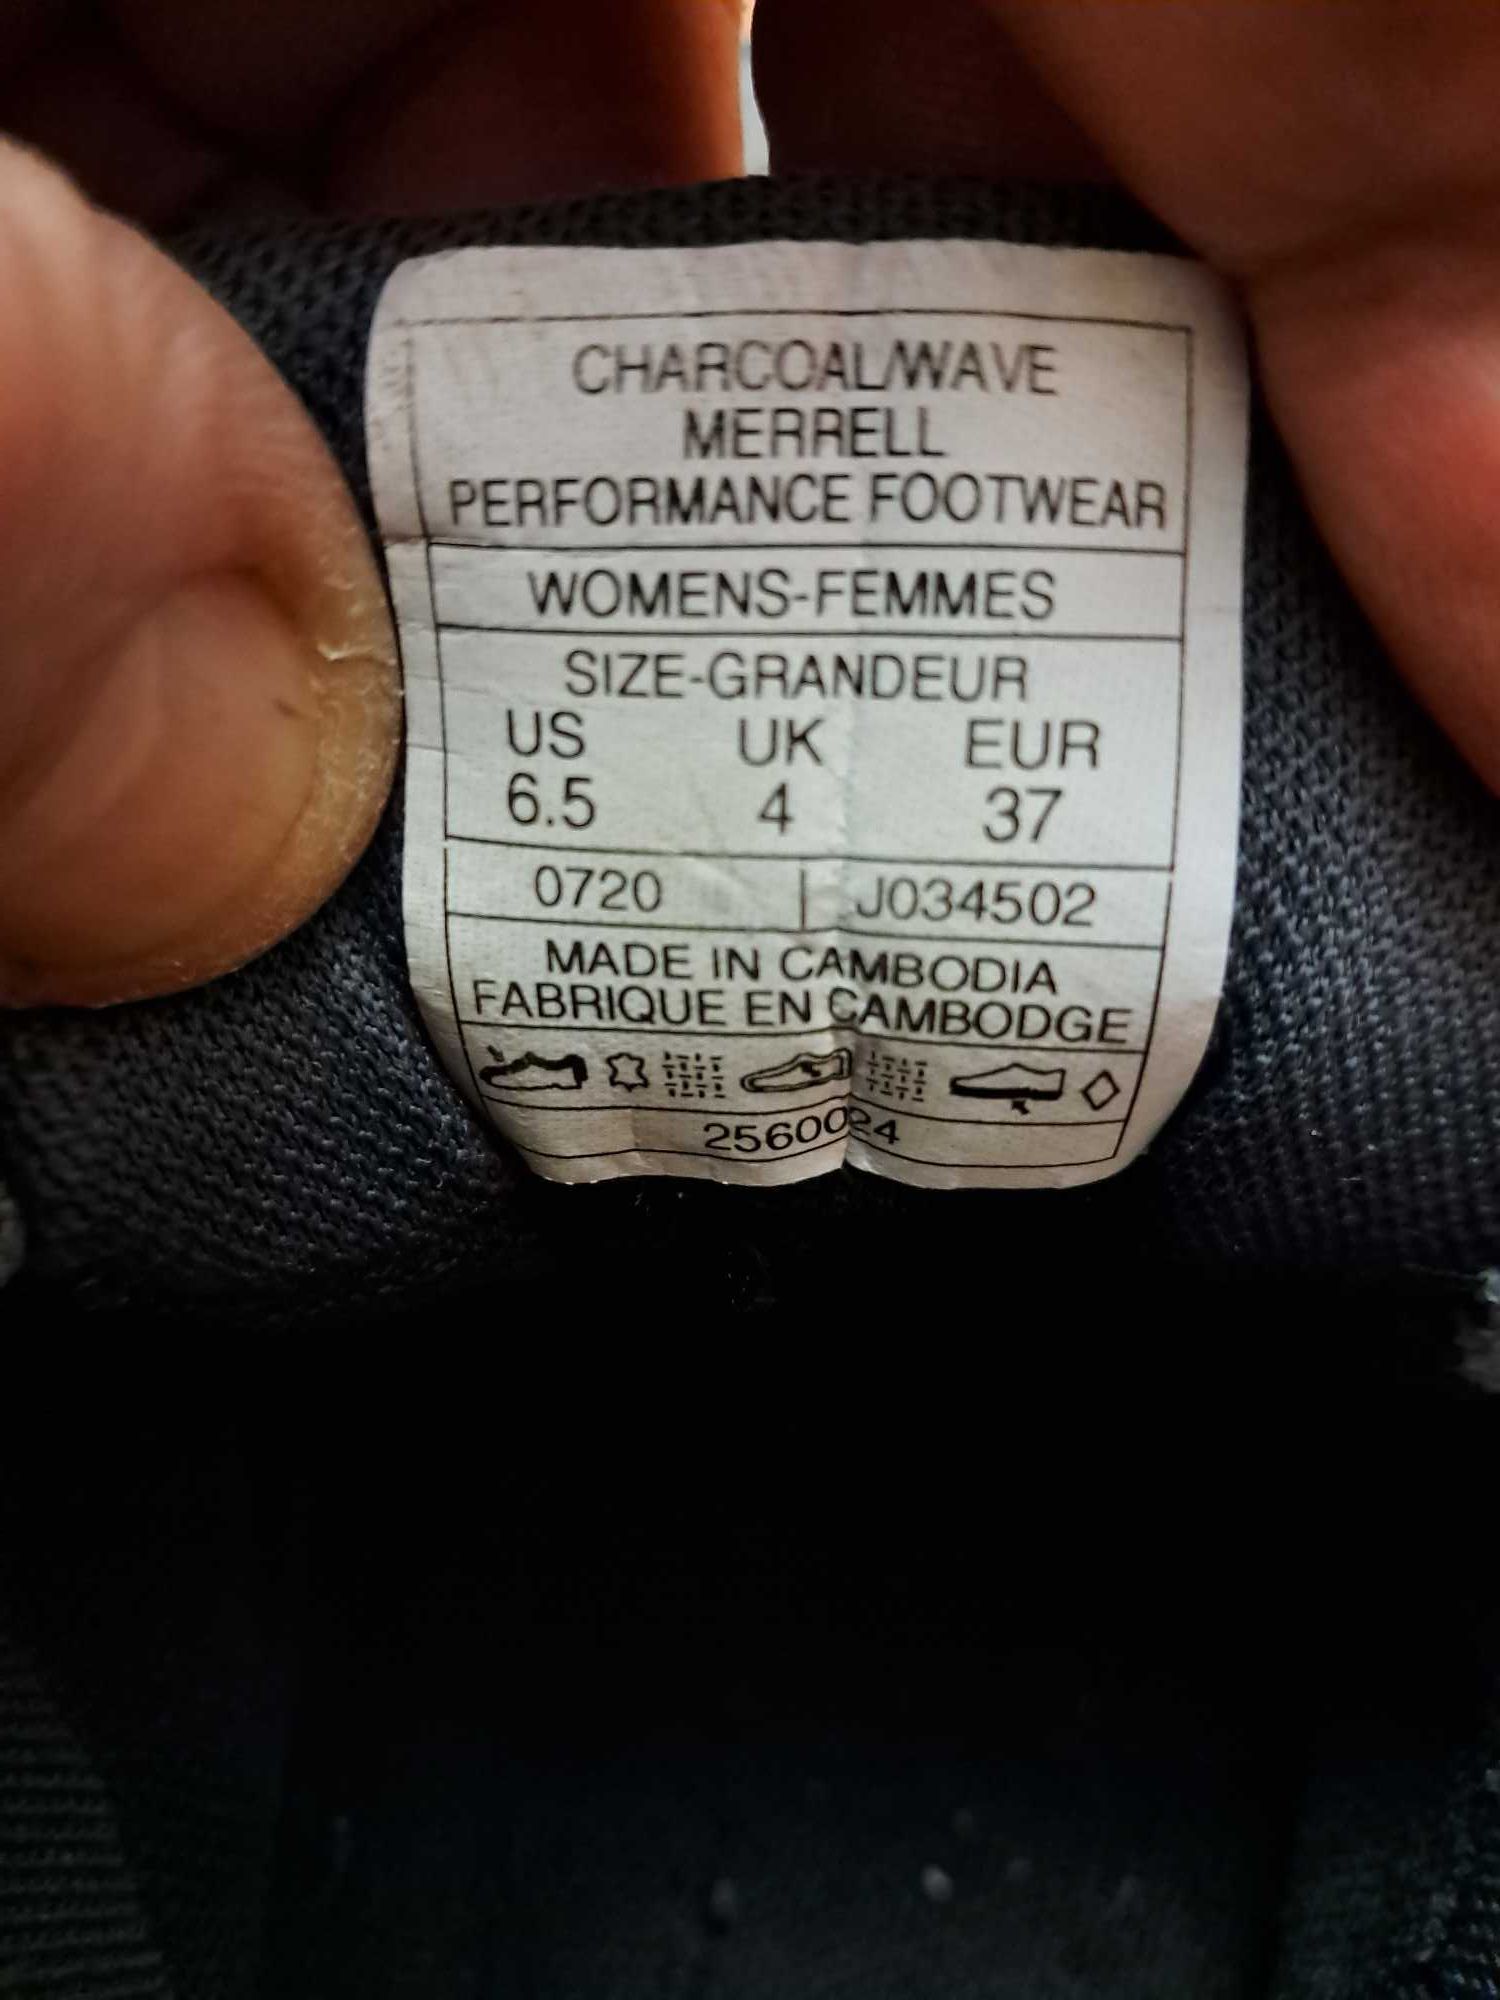 CHARCOAL/WAVE
MERRELL
PERFORMANCE FOOTWEAR
WOMENS-FEMMES
SIZE-GRANDEUR
US UK EUR
6.5 4 37
0720 | J034502
MADE IN CAMBODIA
FABRIQUE EN CAMBODGE
2560024